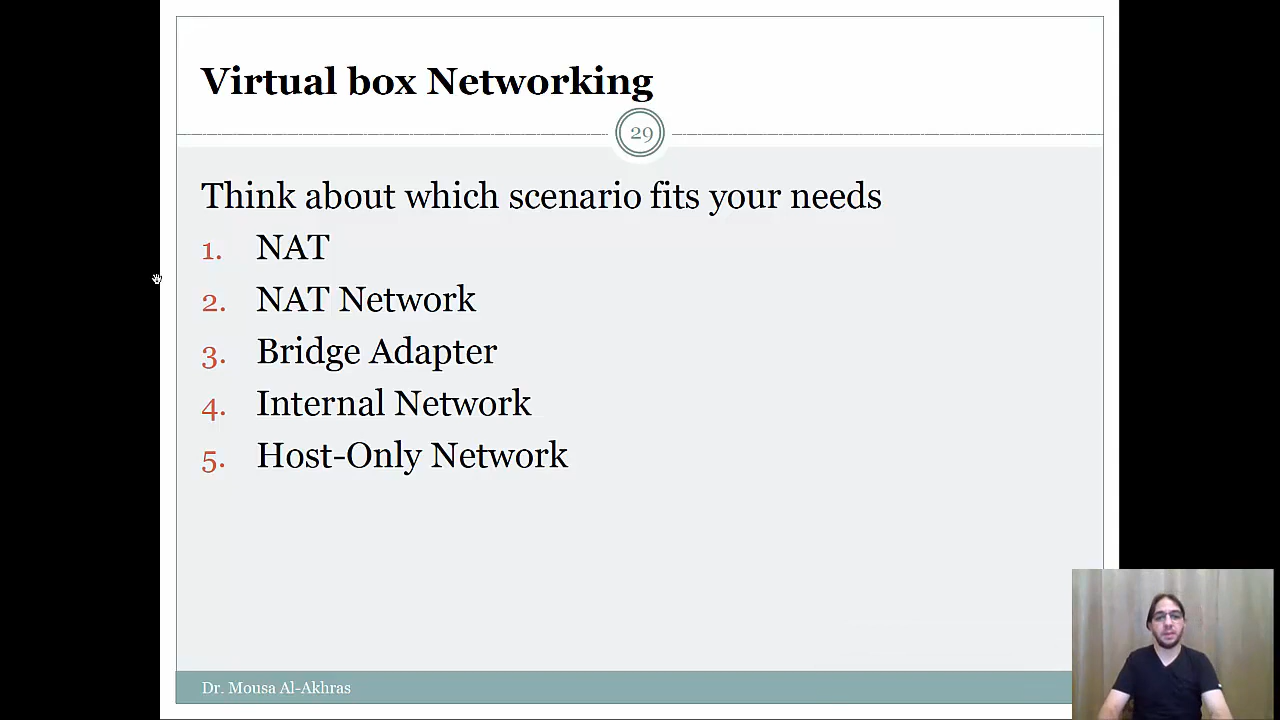 Virtual box Networking
29
Think about which scenario fits your needs
1. NAT
2. NAT Network
3. Bridge Adapter
4. Internal Network
5. Host-Only Network
Dr. Mousa Al-Akhras